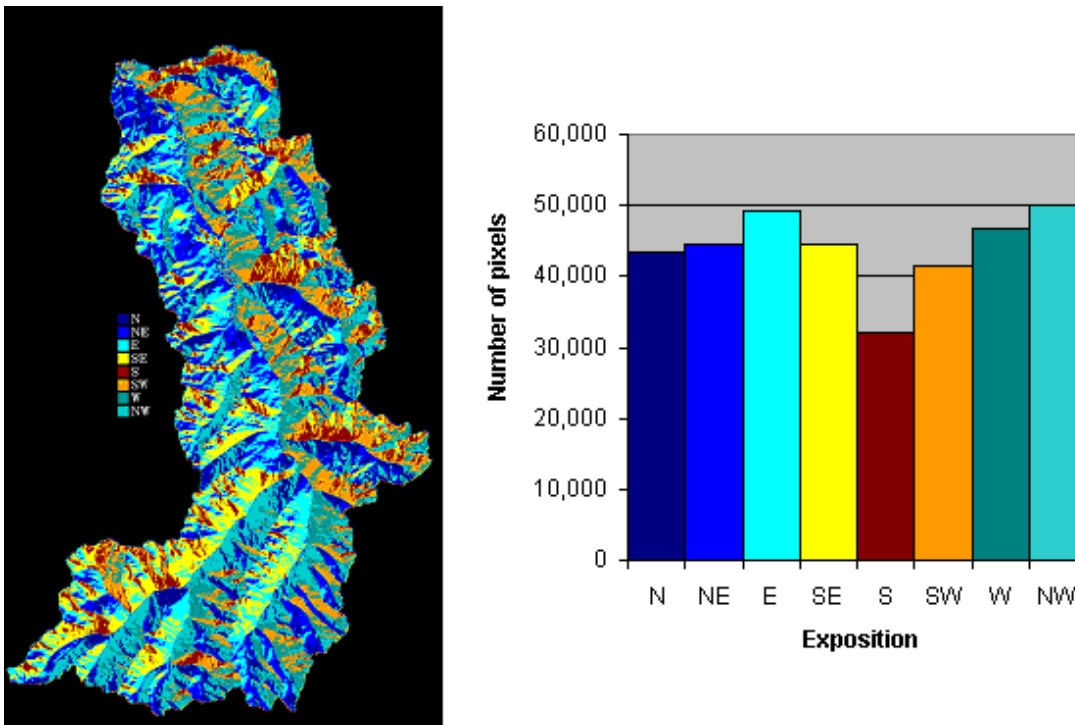 N
NE
E
SE
S
SW
W
NW
60,000
50,000
40,000
30,000
20,000
10,000
0
Number of pixels
N NE E SE S SW W NW
Exposition